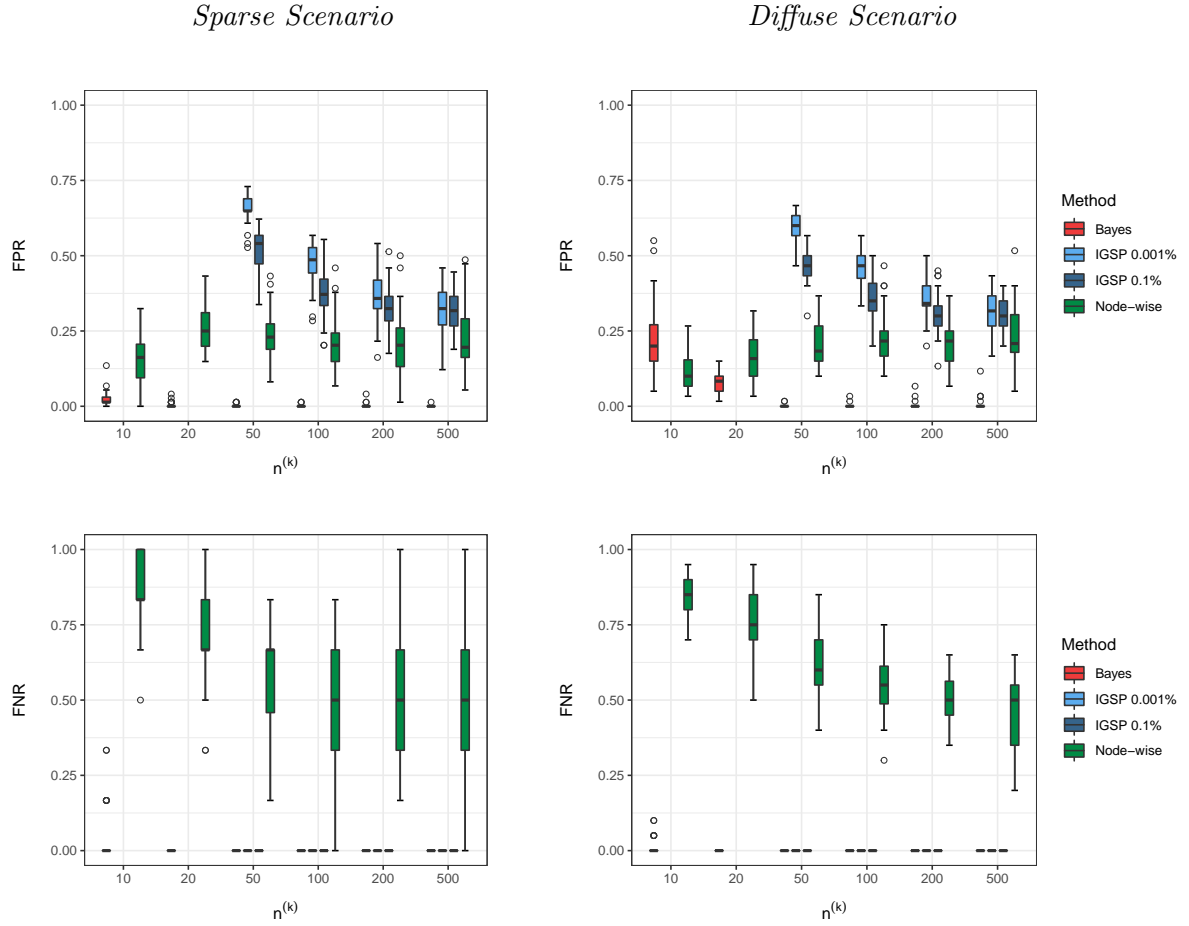 Sparse Scenario
Diffuse Scenario
1.00
0.75
0.50
0.25
0.00
FPR
10 20 50 100 200 500
n(k)
1.00
0.75
0.50
0.25
0.00
FPR
10 20 50 100 200 500
n(k)
Method
Bayes
IGSP 0.001%
IGSP 0.1%
Node−wise
1.00
0.75
0.50
0.25
0.00
FNR
10 20 50 100 200 500
n(k)
1.00
0.75
0.50
0.25
0.00
FNR
10 20 50 100 200 500
n(k)
Method
Bayes
IGSP 0.001%
IGSP 0.1%
Node−wise